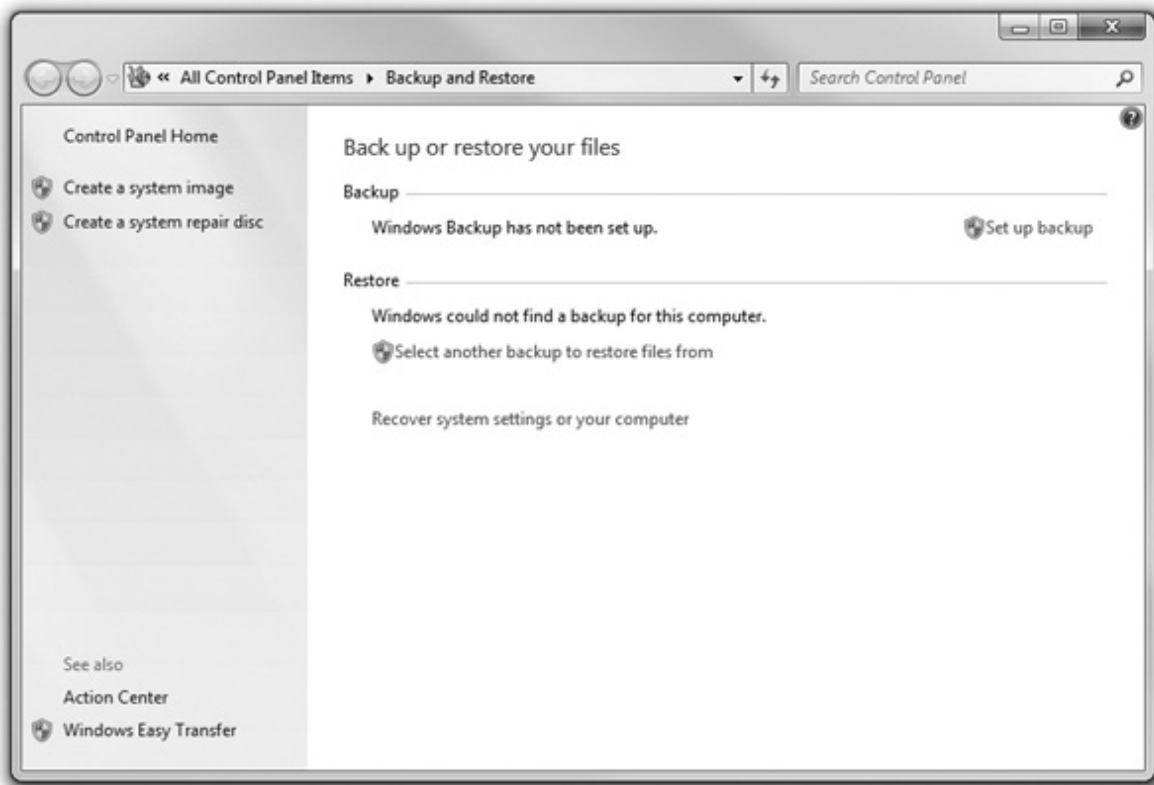 « All Control Panel Items ▸ Backup and Restore
Search Control Panel
Control Panel Home
Create a system image
Create a system repair disc
Back up or restore your files
Backup
Windows Backup has not been set up.
Set up backup
Restore
Windows could not find a backup for this computer.
Select another backup to restore files from
Recover system settings or your computer
See also
Action Center
Windows Easy Transfer